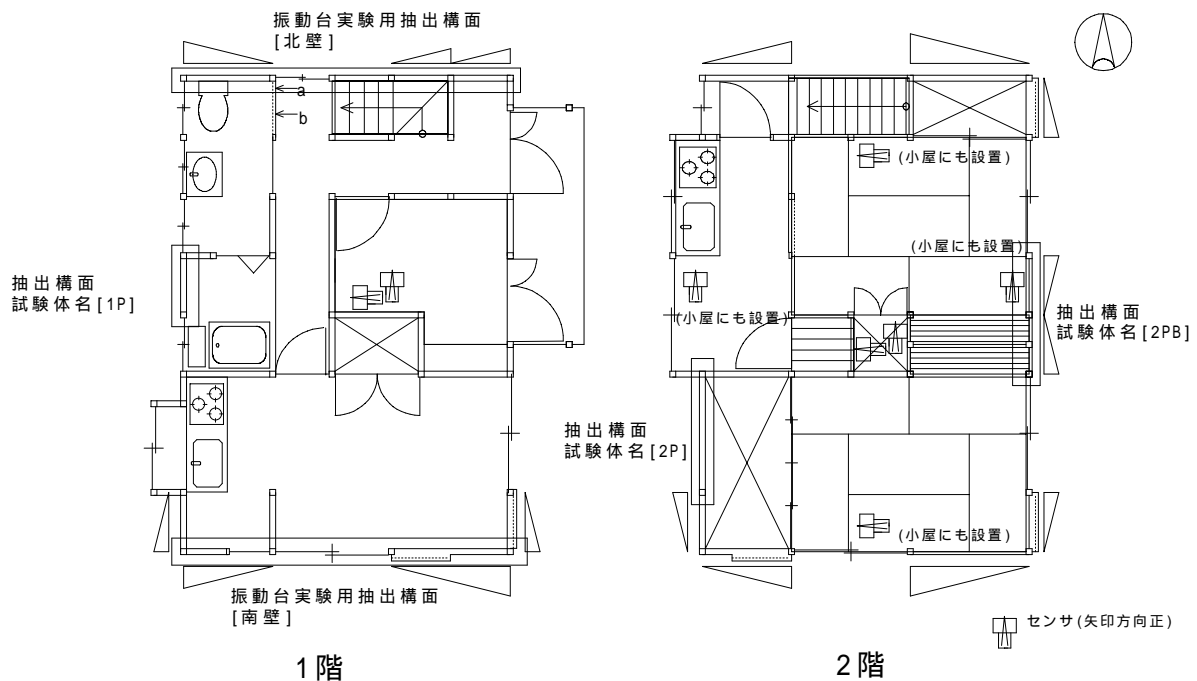 振動台実験用抽出構面
[北壁]
a
b
(小屋にも設置)
(小屋にも設置)
抽出構面
試験体名[1P]
(小屋にも設置)
抽出構面
試験体名[2PB]
抽出構面
試験体名[2P]
(小屋にも設置)
振動台実験用抽出構面
[南壁]
センサ(矢印方向正)
1階
2階